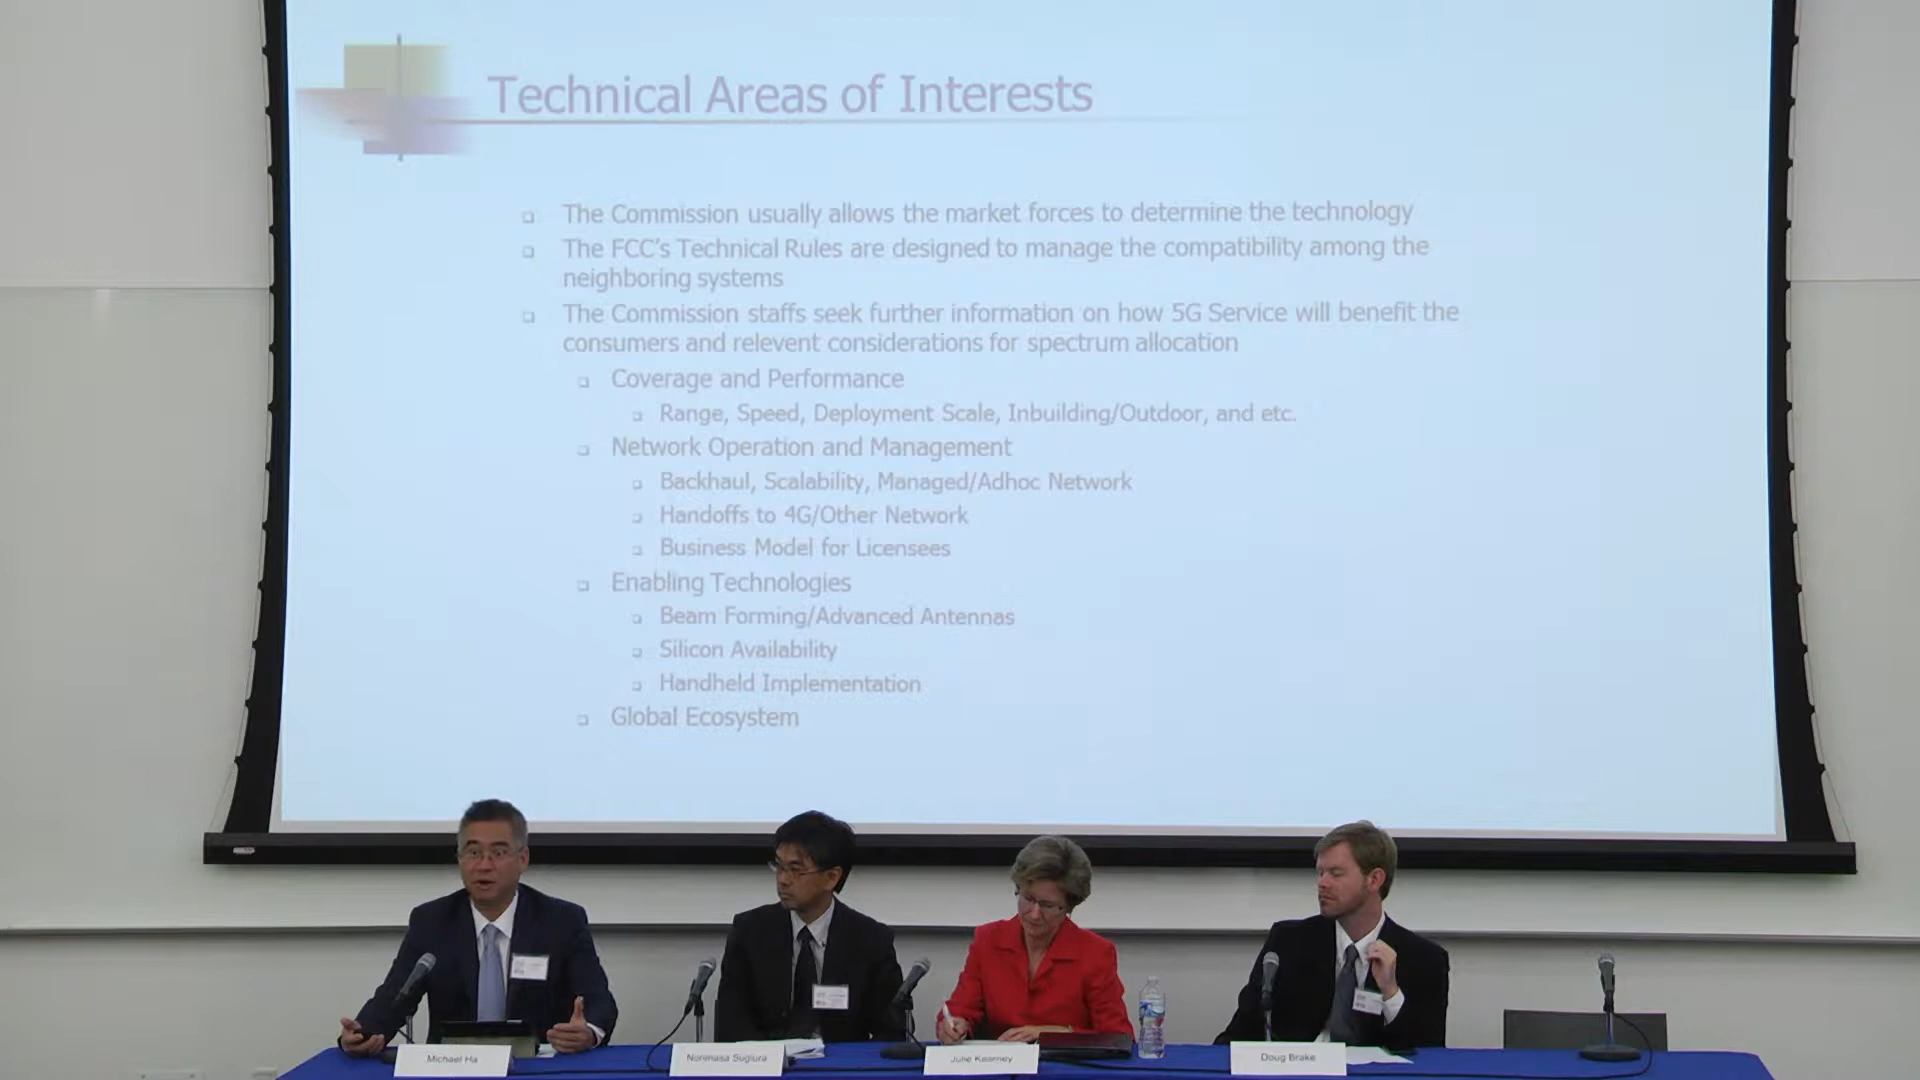 Technical Areas of Interests
The Commission usually allows the market forces to determine the technology
The FCC's Technical Rules are designed to manage the compatibility among the
neighboring systems
The Commission staffs seek further information on how 5G Service will benefit the
consumers and relevent considerations for spectrum allocation
Coverage and Performance
Range, Speed, Deployment Scale, Inbuilding/Outdoor, and etc.
Network Operation and Management
Backhaul, Scalability, Managed/Adhoc Network
Handoffs to 4G/Other Network
Business Model for Licensees
Enabling Technologies
Beam Forming/Advanced Antennas
Silicon Availability
Handheld Implementation
Global Ecosystem
Michael Ha
Norimasa Sugiura
Julie Kearney
Doug Brake